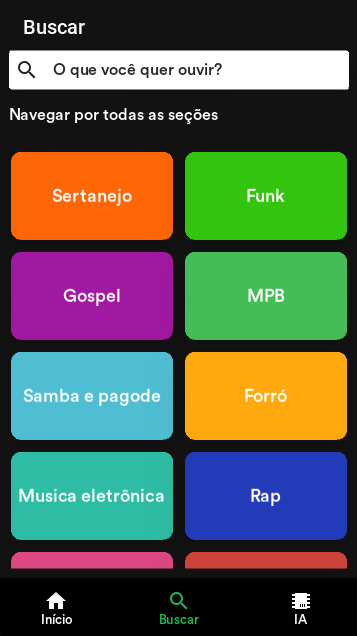 Buscar
O que você quer ouvir?
Navegar por todas as seções
Sertanejo
Funk
Gospel
MPB
Samba e pagode
Forró
Musica eletrônica
Rap
Início
Buscar
IA